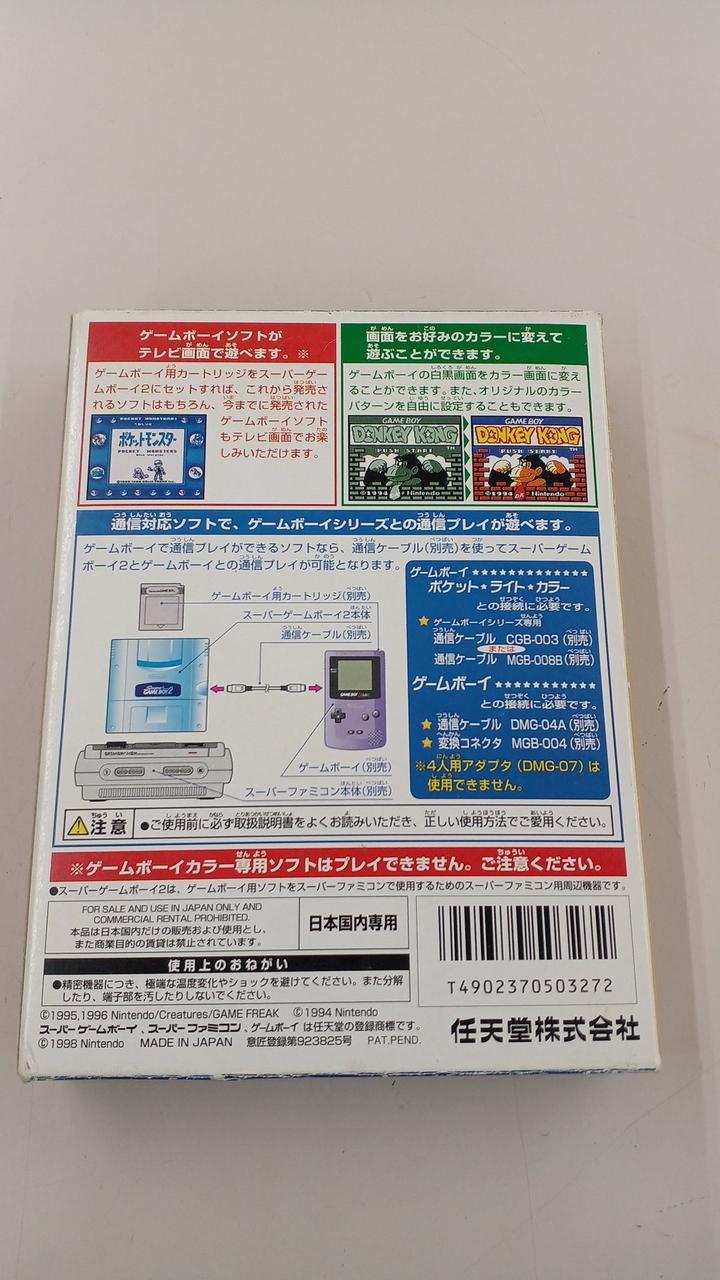 ゲームボーイソフトが
テレビ画面で遊べます。※
ゲームボーイ用カートリッジをスーパーゲー
ムボーイ2にセットすれば、これから発売さ
れるソフトはもちろん、今までに発売された
ゲームボーイソフト
もテレビ画面でお楽
しみいただけます。
POCKET MONSTERS
ポケットモンスター
POCKET MONSTERS
画面をお好みのカラーに変えて
遊ぶことができます。
ゲームボーイの白黒画面をカラー画面に変え
ることができます。また、オリジナルのカラー
パターンを自由に設定することもできます。
GAME BOY
DONKEY KONG
TM
PUSH START
©1994 Nintendo
GAME BOY
DONKEY KONG
TM
PUSH START
©1994 Nintendo
通信対応ソフトで、ゲームボーイシリーズとの通信プレイが遊べます。
ゲームボーイで通信プレイができるソフトなら、通信ケーブル(別売)を使ってスーパーゲーム
ボーイ2とゲームボーイとの通信プレイが可能となります。
ゲームボーイ用カートリッジ(別売)
スーパーゲームボーイ2本体
通信ケーブル(別売)
GAME BOY 2
GAME BOY
ゲームボーイ(別売)
スーパーファミコン本体(別売)
ゲームボーイ★★★★★★★★★★★★★
ポケット★ライト★カラー
との接続に必要です。
★ゲームボーイシリーズ専用
通信ケーブル CGB-003(別売)
または
通信ケーブル MGB-008B(別売)
ゲームボーイ★★★★★★★★★★★
との接続に必要です。
★通信ケーブル DMG-04A(別売)
★変換コネクタ MGB-004(別売)
※4人用アダプタ(DMG-07)は
使用できません。
注意
●ご使用前に必ず取扱説明書をよくお読みいただき、正しい使用方法でご愛用ください。
※ゲームボーイカラー専用ソフトはプレイできません。ご注意ください。
●スーパーゲームボーイ2は、ゲームボーイ用ソフトをスーパーファミコンで使用するためのスーパーファミコン用周辺機器です。
FOR SALE AND USE IN JAPAN ONLY AND
COMMERCIAL RENTAL PROHIBITED.
本品は日本国内だけの販売および使用とし、
また商業目的の賃貸は禁止されています。
日本国内専用
使用上のおねがい
●精密機器につき、極端な温度変化やショックを避けてください。また分解
したり、端子部を汚したりしないでください。
T4902370503272
©1995,1996 Nintendo/Creatures/GAME FREAK ©1994 Nintendo
スーパーゲームボーイ、スーパーファミコン、ゲームボーイ は任天堂の登録商標です。
©1998 Nintendo MADE IN JAPAN 意匠登録第923825号 PAT.PEND.
任天堂株式会社